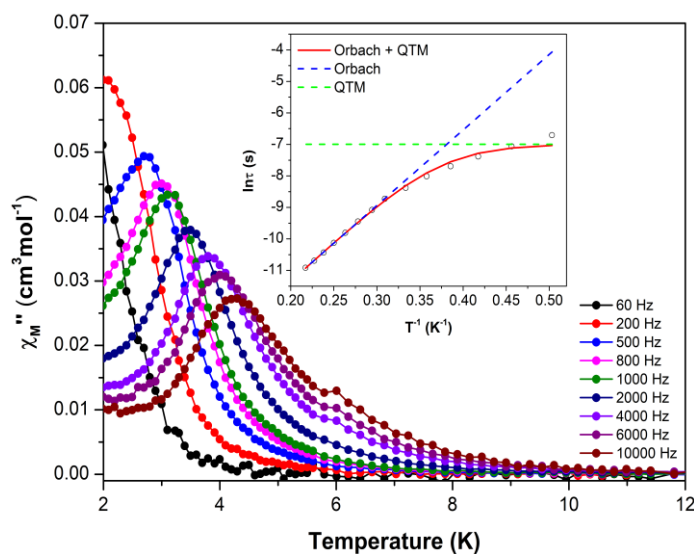 0.07
0.06
0.05
0.04
0.03
0.02
0.01
0.00
χM'' (cm³mol⁻¹)
2 4 6 8 10 12
Temperature (K)
Orbach + QTM
Orbach
QTM
-4
-5
-6
-7
-8
-9
-10
-11
lnτ (s)
0.20 0.25 0.30 0.35 0.40 0.45 0.50
T⁻¹ (K⁻¹)
60 Hz
200 Hz
500 Hz
800 Hz
1000 Hz
2000 Hz
4000 Hz
6000 Hz
10000 Hz